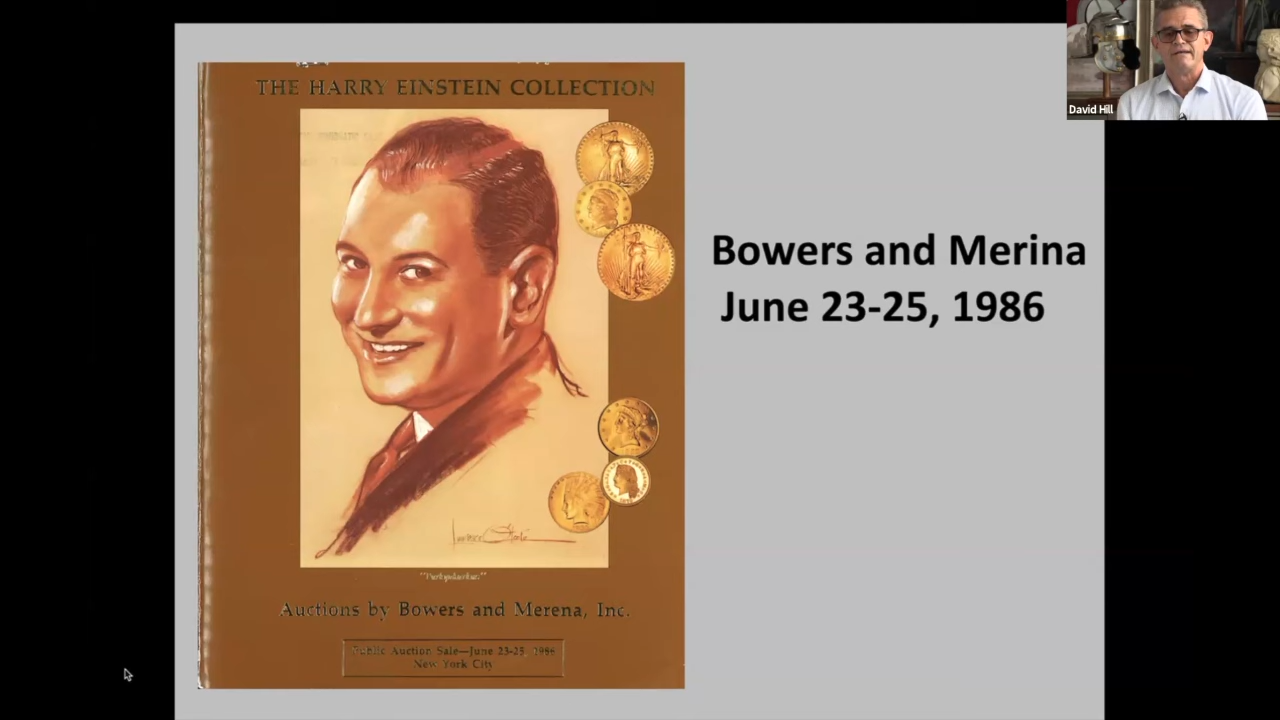 THE HARRY EINSTEIN COLLECTION
"Parkyakarkus"
Auctions by Bowers and Merena, Inc.
Public Auction Sale—June 23-25, 1986
New York City
Bowers and Merina
June 23-25, 1986
David Hill